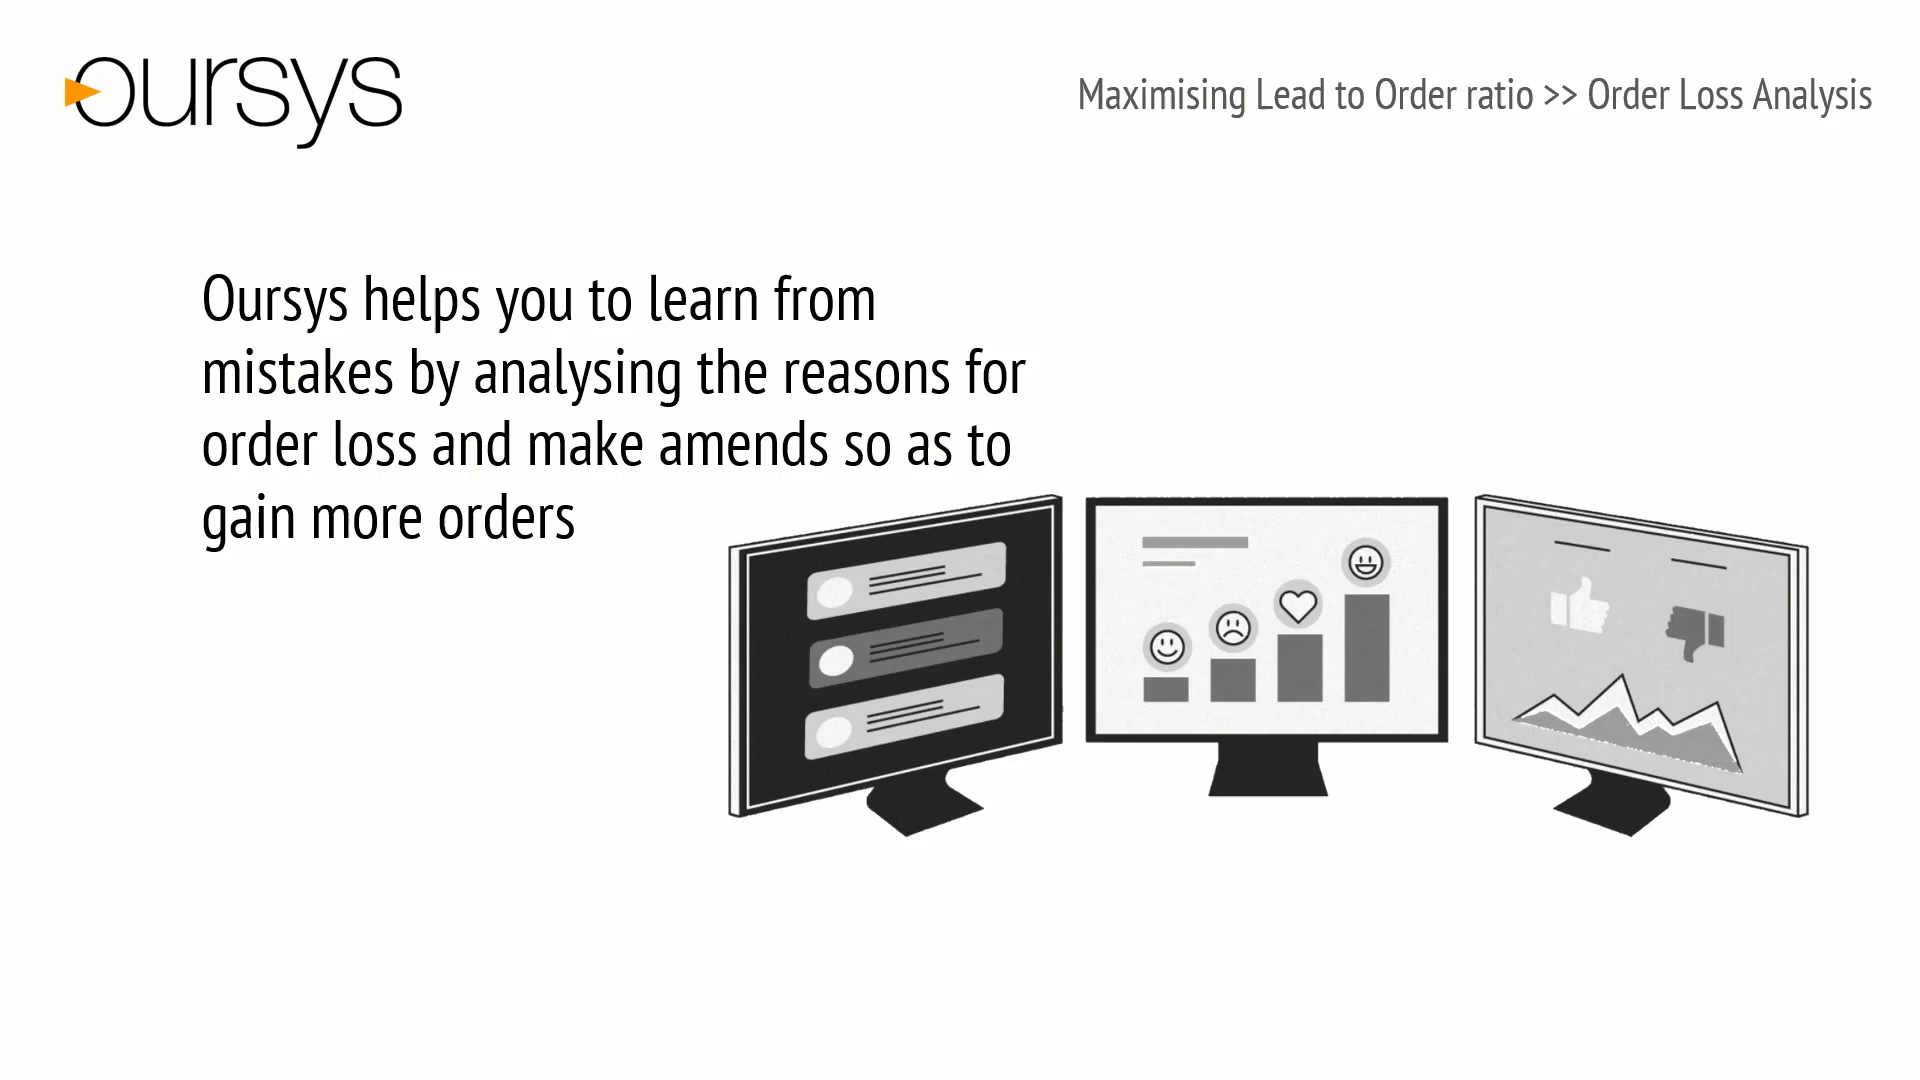 oursys
Maximising Lead to Order ratio >> Order Loss Analysis
Oursys helps you to learn from
mistakes by analysing the reasons for
order loss and make amends so as to
gain more orders